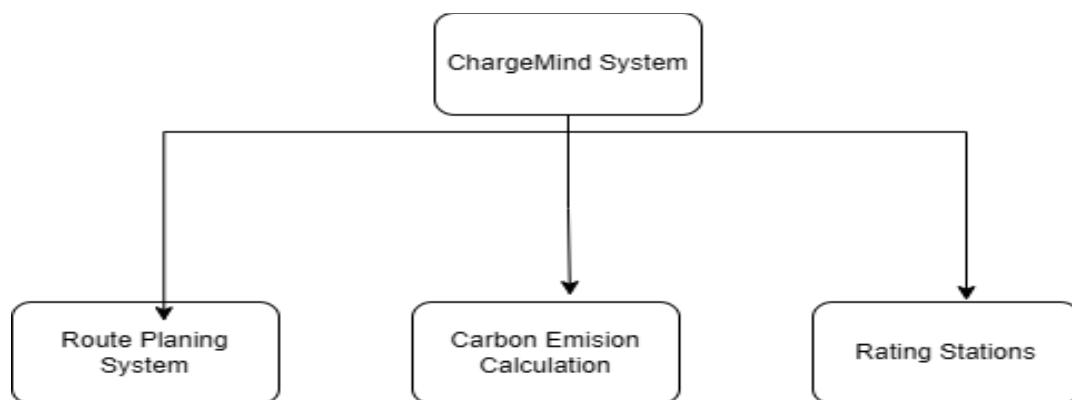 ChargeMind System
Route Planing
System
Carbon Emision
Calculation
Rating Stations